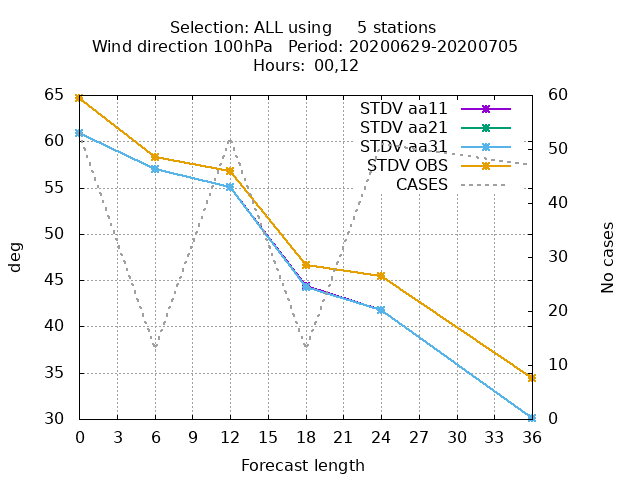 Selection: ALL using     5 stations
Wind direction 100hPa   Period: 20200629-20200705
Hours:  00,12
65
60
55
50
45
40
35
30
60
50
40
30
20
10
0
deg
No cases
STDV aa11
STDV aa21
STDV aa31
STDV OBS
CASES
0 3 6 9 12 15 18 21 24 27 30 33 36
Forecast length